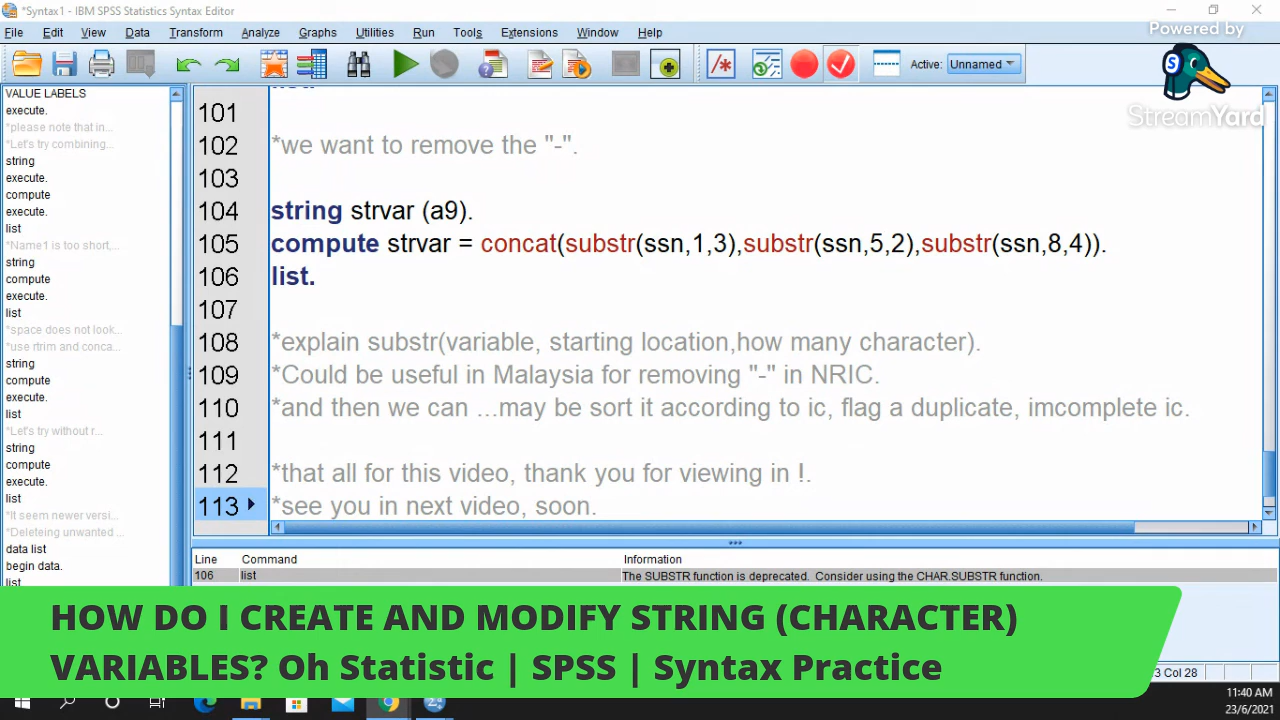 *Syntax1 - IBM SPSS Statistics Syntax Editor
File Edit View Data Transform Analyze Graphs Utilities Run Tools Extensions Window Help
Powered by
StreamYard
Active: Unnamed
VALUE LABELS
execute.
*please note that in...
*Let's try combining...
string
execute.
compute
execute.
list
*Name1 is too short,...
string
compute
execute.
list
*space does not look...
*use rtrim and conca...
string
compute
execute.
list
*Let's try without r...
string
compute
execute.
list
*It seem newer versi...
*Deleteing unwanted ...
data list
begin data.
list
101
102 *we want to remove the "-".
103
104 string strvar (a9).
105 compute strvar = concat(substr(ssn,1,3),substr(ssn,5,2),substr(ssn,8,4)).
106 list.
107
108 *explain substr(variable, starting location,how many character).
109 *Could be useful in Malaysia for removing "-" in NRIC.
110 *and then we can ...may be sort it according to ic, flag a duplicate, imcomplete ic.
111
112 *that all for this video, thank you for viewing in !.
113 *see you in next video, soon.
Line Command Information
106 list The SUBSTR function is deprecated. Consider using the CHAR.SUBSTR function.
HOW DO I CREATE AND MODIFY STRING (CHARACTER)
VARIABLES? Oh Statistic | SPSS | Syntax Practice
3 Col 28
11:40 AM
23/6/2021